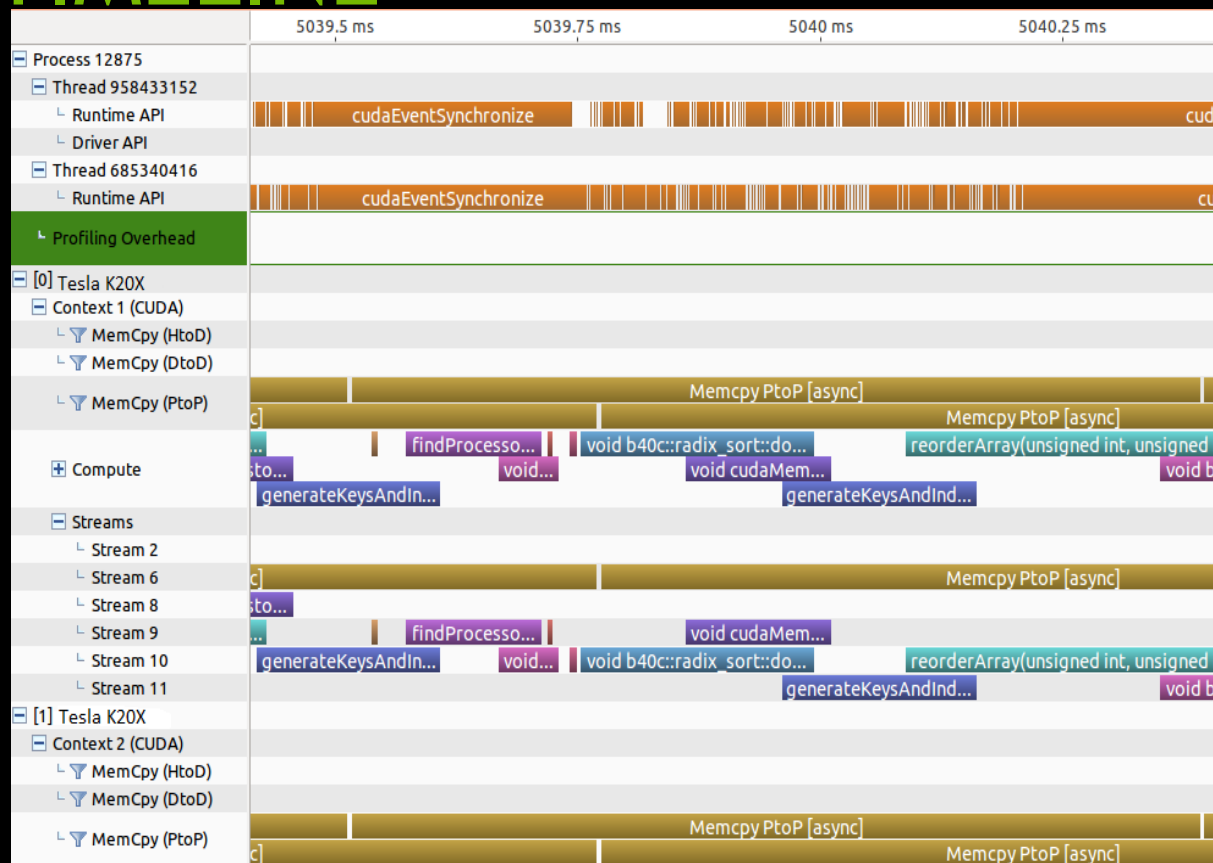 TIMELINE
5039.5 ms 5039.75 ms 5040 ms 5040.25 ms
Process 12875
Thread 958433152
Runtime API cudaEventSynchronize cud
Driver API
Thread 685340416
Runtime API cudaEventSynchronize cu
Profiling Overhead
[0] Tesla K20X
Context 1 (CUDA)
MemCpy (HtoD)
MemCpy (DtoD)
MemCpy (PtoP)
Memcpy PtoP [async]
c] Memcpy PtoP [async]
Compute
... findProcesso... void b40c::radix_sort::do... reorderArray(unsigned int, unsigned
sto... void... void cudaMem... void b
generateKeysAndIn... generateKeysAndInd...
Streams
Stream 2
Stream 6 c] Memcpy PtoP [async]
Stream 8 sto...
Stream 9 ... findProcesso... void cudaMem...
Stream 10 generateKeysAndIn... void... void b40c::radix_sort::do... reorderArray(unsigned int, unsigned
Stream 11 generateKeysAndInd... void b
[1] Tesla K20X
Context 2 (CUDA)
MemCpy (HtoD)
MemCpy (DtoD)
MemCpy (PtoP)
Memcpy PtoP [async]
c] Memcpy PtoP [async]